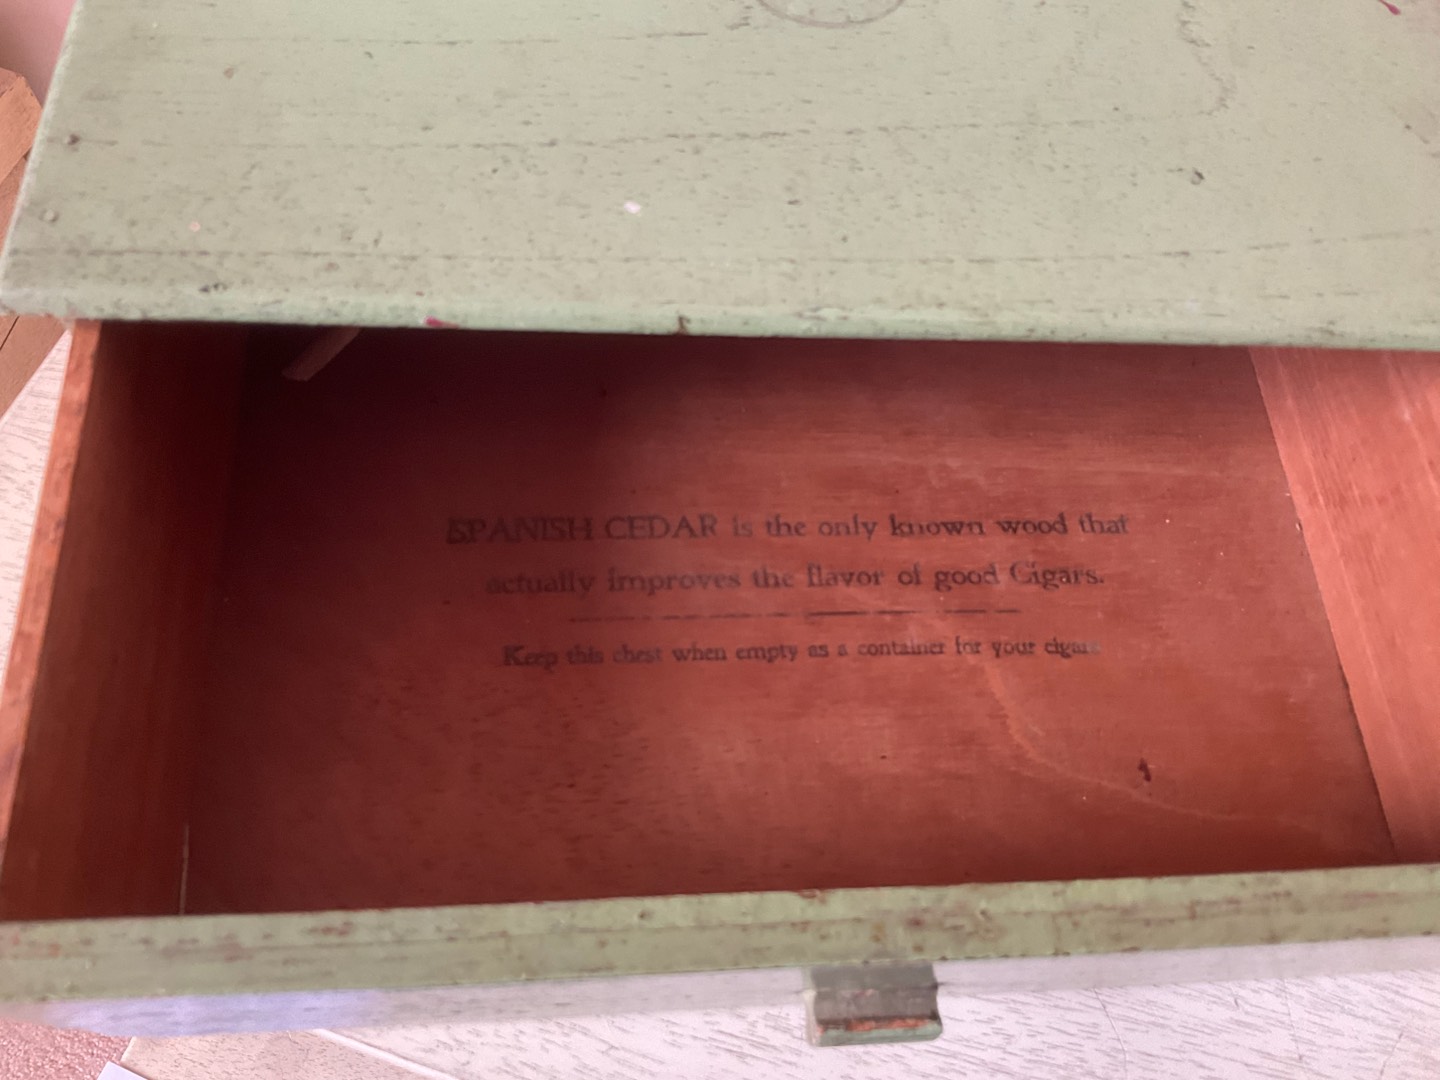 SPANISH CEDAR is the only known wood that
actually improves the flavor of good Cigars.
Keep this chest when empty as a container for your cigars